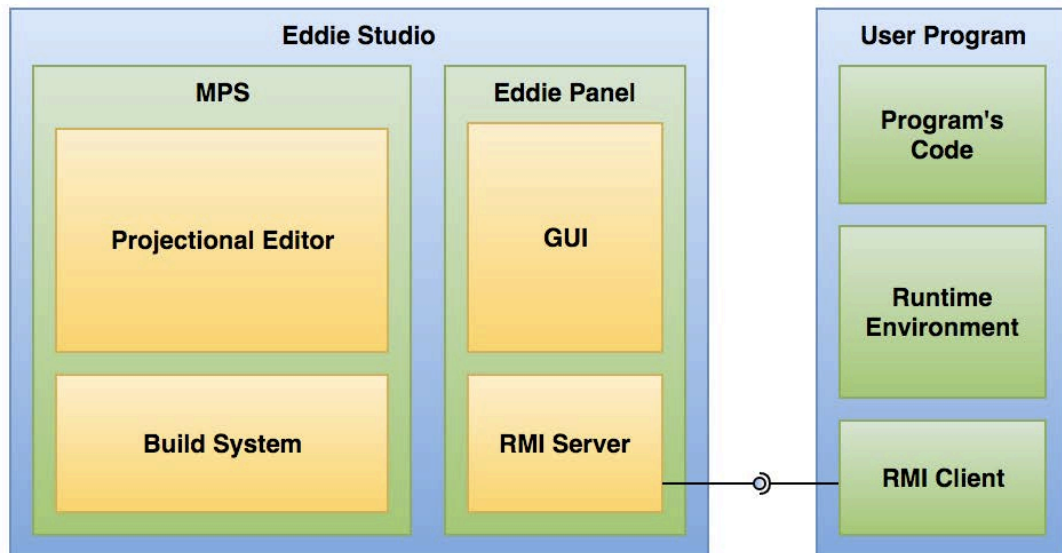 Eddie Studio
MPS
Projectional Editor
Build System
Eddie Panel
GUI
RMI Server
User Program
Program's
Code
Runtime
Environment
RMI Client